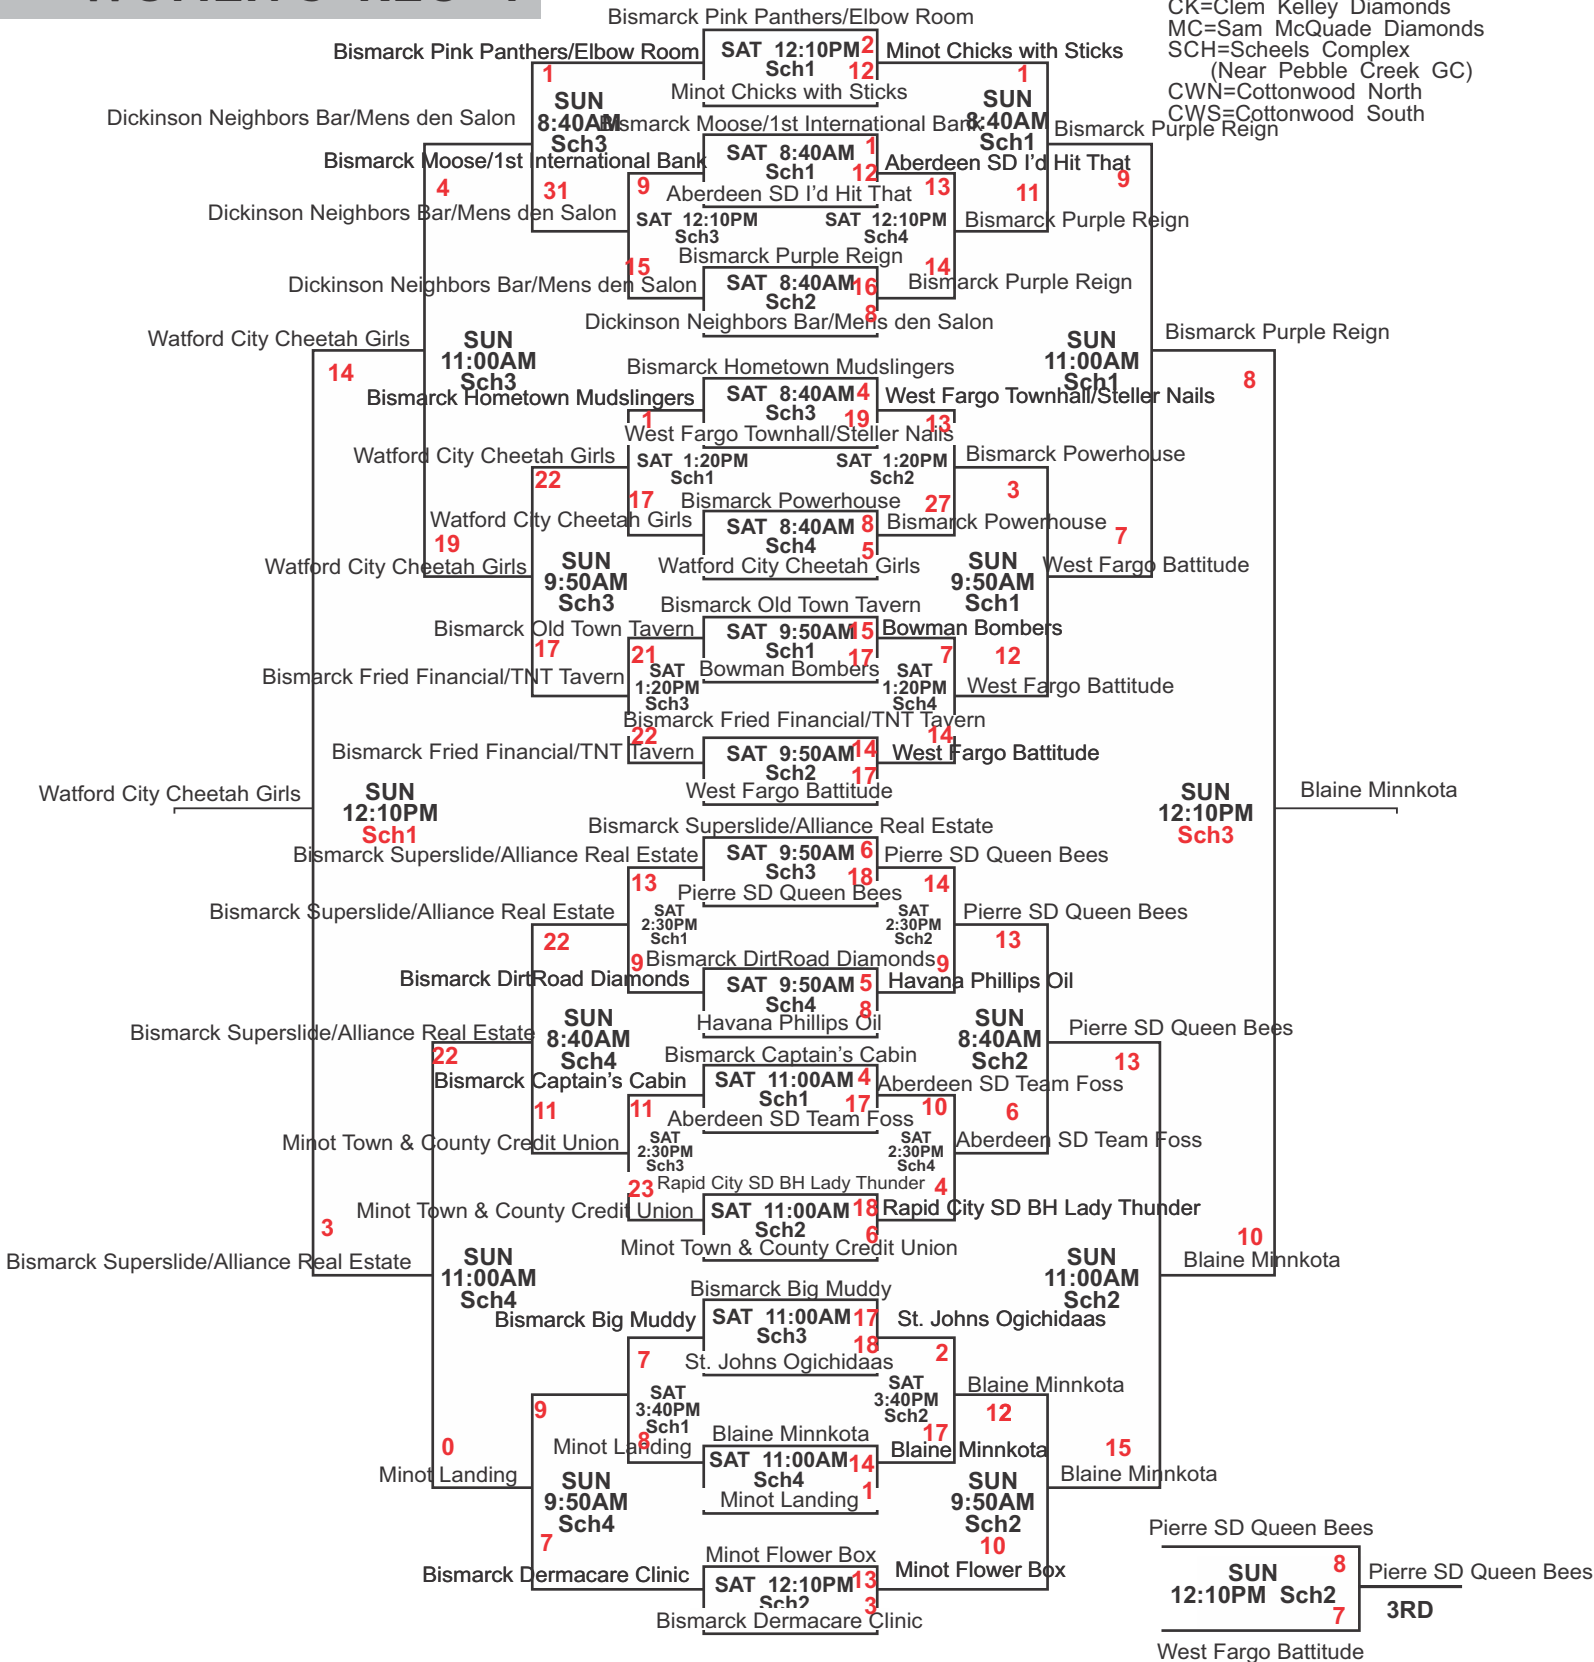 CK=Clem Kelley Diamonds
MC=Sam McQuade Diamonds
SCH=Scheels Complex
(Near Pebble Creek GC)
CWN=Cottonwood North
CWS=Cottonwood South
Bismarck Pink Panthers/Elbow Room
Bismarck Pink Panthers/Elbow Room
SAT 12:10PM 2
Sch1 12
Minot Chicks with Sticks
Minot Chicks with Sticks
1
SUN
8:40AM
Sch3
1
SUN
8:40AM
Sch1
Dickinson Neighbors Bar/Mens den Salon
Bismarck Moose/1st International Bank
Bismarck Purple Reign
Bismarck Moose/1st International Bank
SAT 8:40AM 1
Sch1 12
Aberdeen SD I'd Hit That
Aberdeen SD I'd Hit That
4
31
9
13
11
9
Dickinson Neighbors Bar/Mens den Salon
SAT 12:10PM
Sch3
SAT 12:10PM
Sch4
Bismarck Purple Reign
Bismarck Purple Reign
15
14
Dickinson Neighbors Bar/Mens den Salon
SAT 8:40AM 16
Sch2 8
Bismarck Purple Reign
Dickinson Neighbors Bar/Mens den Salon
Watford City Cheetah Girls
SUN
11:00AM
Sch3
SUN
11:00AM
Sch1
Bismarck Purple Reign
14
8
Bismarck Hometown Mudslingers
Bismarck Hometown Mudslingers
SAT 8:40AM 4
Sch3 19
West Fargo Townhall/Steller Nails
West Fargo Townhall/Steller Nails
1
13
Watford City Cheetah Girls
SAT 1:20PM
Sch1
SAT 1:20PM
Sch2
Bismarck Powerhouse
22
17
27
3
Bismarck Powerhouse
Watford City Cheetah Girls
SAT 8:40AM 8
Sch4 5
Bismarck Powerhouse
Watford City Cheetah Girls
19
7
Watford City Cheetah Girls
SUN
9:50AM
Sch3
SUN
9:50AM
Sch1
West Fargo Battitude
Bismarck Old Town Tavern
Bismarck Old Town Tavern
SAT 9:50AM 15
Sch1 17
Bowman Bombers
Bowman Bombers
17
21
7
12
Bismarck Fried Financial/TNT Tavern
SAT
1:20PM
Sch3
SAT
1:20PM
Sch4
West Fargo Battitude
Bismarck Fried Financial/TNT Tavern
22
14
Bismarck Fried Financial/TNT Tavern
SAT 9:50AM 14
Sch2 17
West Fargo Battitude
West Fargo Battitude
Watford City Cheetah Girls
SUN
12:10PM
Sch1
SUN
12:10PM
Sch3
Blaine Minnkota
Bismarck Superslide/Alliance Real Estate
Bismarck Superslide/Alliance Real Estate
SAT 9:50AM 6
Sch3 18
Pierre SD Queen Bees
Pierre SD Queen Bees
13
14
Bismarck Superslide/Alliance Real Estate
SAT
2:30PM
Sch1
SAT
2:30PM
Sch2
Pierre SD Queen Bees
22
13
Bismarck DirtRoad Diamonds
9
9
Bismarck DirtRoad Diamonds
SAT 9:50AM 5
Sch4 8
Havana Phillips Oil
Havana Phillips Oil
Bismarck Superslide/Alliance Real Estate
SUN
8:40AM
Sch4
SUN
8:40AM
Sch2
Pierre SD Queen Bees
22
13
Bismarck Captain's Cabin
Bismarck Captain's Cabin
SAT 11:00AM 4
Sch1 17
Aberdeen SD Team Foss
Aberdeen SD Team Foss
11
11
10
6
Minot Town & County Credit Union
SAT
2:30PM
Sch3
SAT
2:30PM
Sch4
Aberdeen SD Team Foss
Rapid City SD BH Lady Thunder
23
4
Minot Town & County Credit Union
SAT 11:00AM 18
Sch2 6
Rapid City SD BH Lady Thunder
Minot Town & County Credit Union
3
10
Bismarck Superslide/Alliance Real Estate
SUN
11:00AM
Sch4
SUN
11:00AM
Sch2
Blaine Minnkota
Bismarck Big Muddy
Bismarck Big Muddy
SAT 11:00AM 17
Sch3 18
St. Johns Ogichidaas
St. Johns Ogichidaas
7
2
SAT
3:40PM
Sch1
SAT
3:40PM
Sch2
Blaine Minnkota
9
12
8
17
Blaine Minnkota
Minot Landing
SAT 11:00AM 14
Sch4 1
Blaine Minnkota
Minot Landing
0
15
Minot Landing
SUN
9:50AM
Sch4
SUN
9:50AM
Sch2
Blaine Minnkota
7
10
Minot Flower Box
Bismarck Dermacare Clinic
SAT 12:10PM 13
Sch2 3
Minot Flower Box
Bismarck Dermacare Clinic
Pierre SD Queen Bees
SUN 8
12:10PM Sch2
7
Pierre SD Queen Bees
3RD
West Fargo Battitude